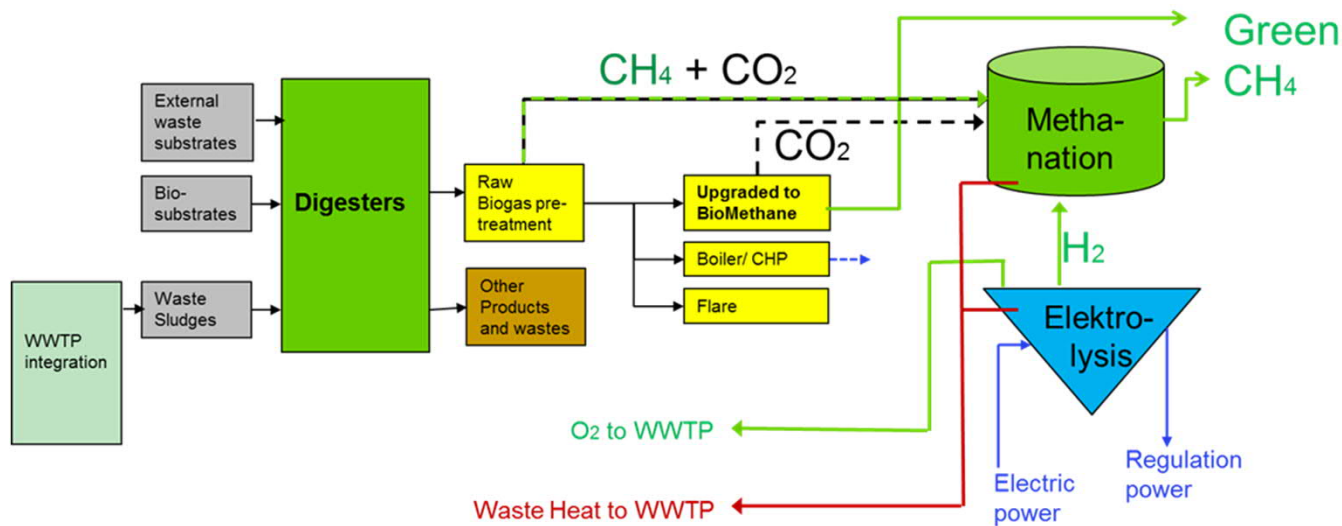 Green
CH4
CH4 + CO2
CO2
External
waste
substrates
Bio-
substrates
Digesters
Raw
Biogas pre-
treatment
Upgraded to
BioMethane
Metha-
nation
Boiler/ CHP
H2
WWTP
integration
Waste
Sludges
Other
Products
and wastes
Flare
Elektro-
lysis
O2 to WWTP
Waste Heat to WWTP
Electric
power
Regulation
power